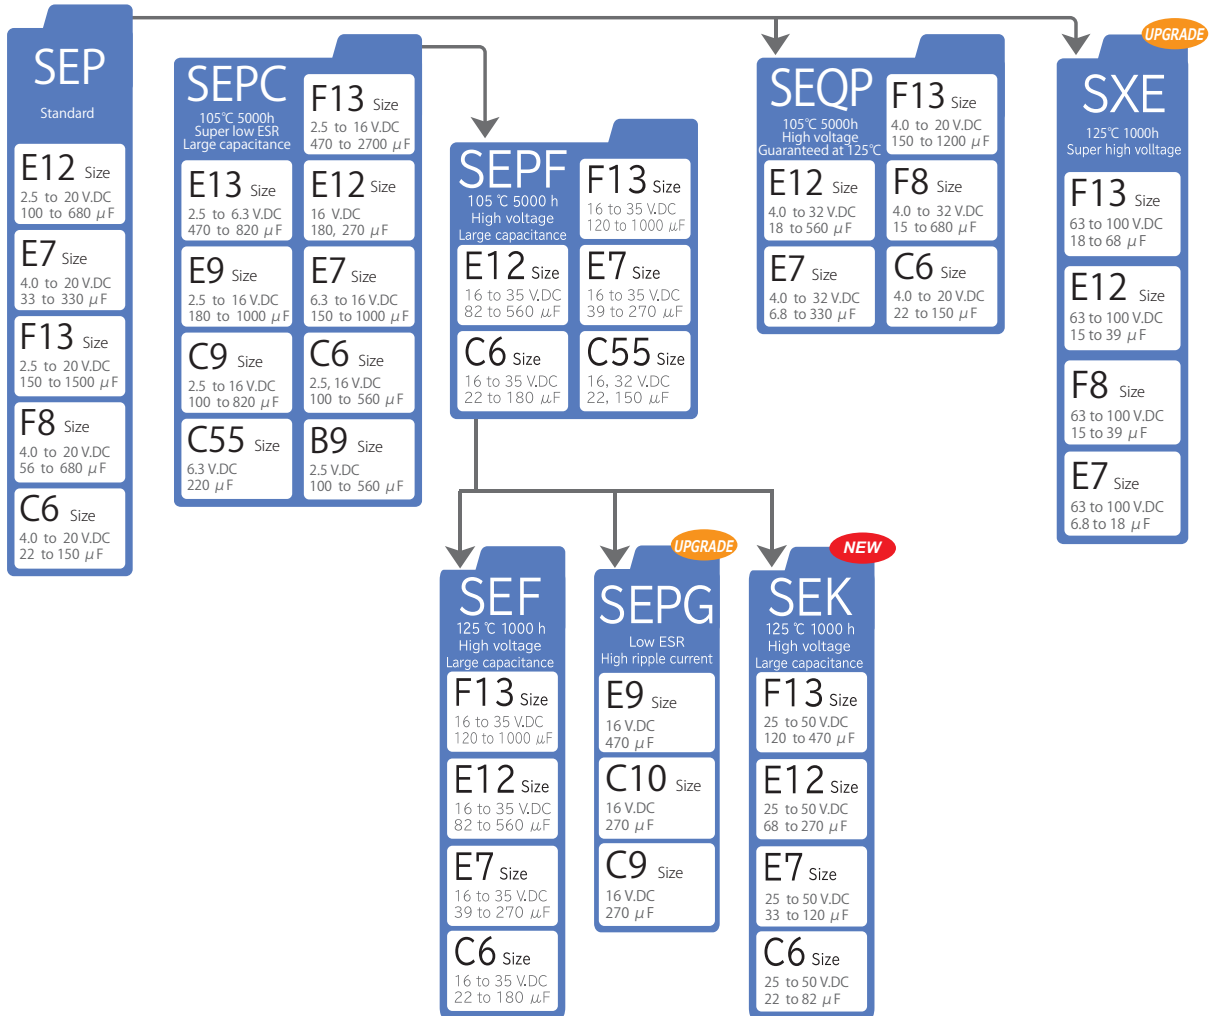 SEP
Standard
E12 Size
2.5 to 20 V.DC
100 to 680 μF
E7 Size
4.0 to 20 V.DC
33 to 330 μF
F13 Size
2.5 to 20 V.DC
150 to 1500 μF
F8 Size
4.0 to 20 V.DC
56 to 680 μF
C6 Size
4.0 to 20 V.DC
22 to 150 μF
SEPC
105℃ 5000h
Super low ESR
Large capacitance
F13 Size
2.5 to 16 V.DC
470 to 2700 μF
E13 Size
2.5 to 6.3 V.DC
470 to 820 μF
E12 Size
16 V.DC
180, 270 μF
E9 Size
2.5 to 16 V.DC
180 to 1000 μF
E7 Size
6.3 to 16 V.DC
150 to 1000 μF
C9 Size
2.5 to 16 V.DC
100 to 820 μF
C6 Size
2.5, 16 V.DC
100 to 560 μF
C55 Size
6.3 V.DC
220 μF
B9 Size
2.5 V.DC
100 to 560 μF
SEPF
105 ℃ 5000 h
High voltage
Large capacitance
F13 Size
16 to 35 V.DC
120 to 1000 μF
E12 Size
16 to 35 V.DC
82 to 560 μF
E7 Size
16 to 35 V.DC
39 to 270 μF
C6 Size
16 to 35 V.DC
22 to 180 μF
C55 Size
16, 32 V.DC
22, 150 μF
SEQP
105℃ 5000h
High voltage
Guaranteed at 125℃
F13 Size
4.0 to 20 V.DC
150 to 1200 μF
E12 Size
4.0 to 32 V.DC
18 to 560 μF
F8 Size
4.0 to 32 V.DC
15 to 680 μF
E7 Size
4.0 to 32 V.DC
6.8 to 330 μF
C6 Size
4.0 to 20 V.DC
22 to 150 μF
UPGRADE
SXE
125℃ 1000h
Super high volltage
F13 Size
63 to 100 V.DC
18 to 68 μF
E12 Size
63 to 100 V.DC
15 to 39 μF
F8 Size
63 to 100 V.DC
15 to 39 μF
E7 Size
63 to 100 V.DC
6.8 to 18 μF
SEF
125 ℃ 1000 h
High voltage
Large capacitance
F13 Size
16 to 35 V.DC
120 to 1000 μF
E12 Size
16 to 35 V.DC
82 to 560 μF
E7 Size
16 to 35 V.DC
39 to 270 μF
C6 Size
16 to 35 V.DC
22 to 180 μF
UPGRADE
SEPG
Low ESR
High ripple current
E9 Size
16 V.DC
470 μF
C10 Size
16 V.DC
270 μF
C9 Size
16 V.DC
270 μF
NEW
SEK
125 ℃ 1000 h
High voltage
Large capacitance
F13 Size
25 to 50 V.DC
120 to 470 μF
E12 Size
25 to 50 V.DC
68 to 270 μF
E7 Size
25 to 50 V.DC
33 to 120 μF
C6 Size
25 to 50 V.DC
22 to 82 μF